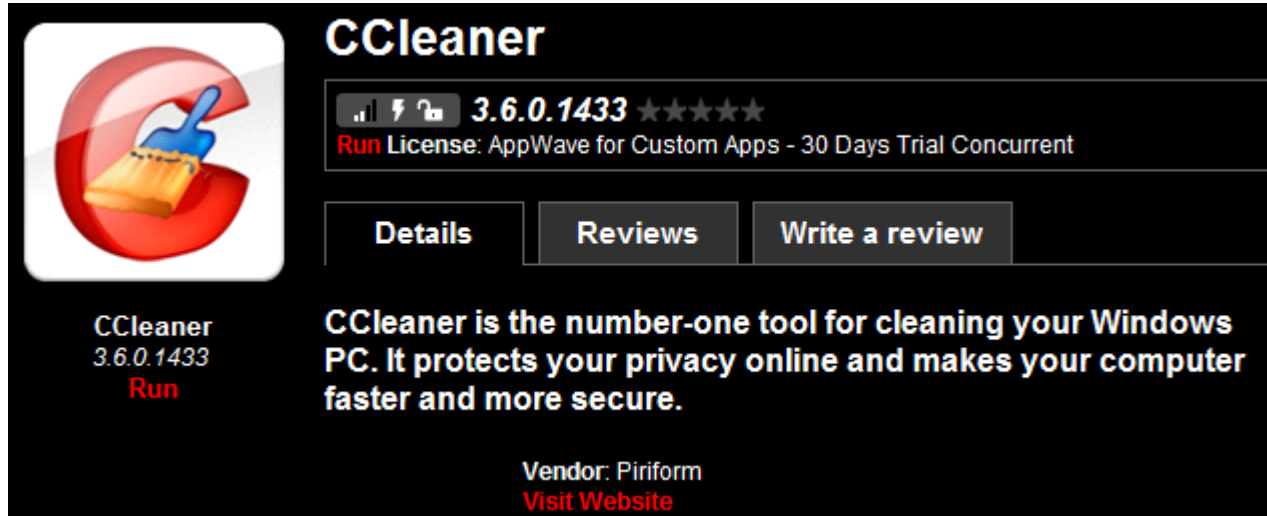 CCleaner
3.6.0.1433
Run License: AppWave for Custom Apps - 30 Days Trial Concurrent
Details Reviews Write a review
CCleaner
3.6.0.1433
Run
CCleaner is the number-one tool for cleaning your Windows
PC. It protects your privacy online and makes your computer
faster and more secure.
Vendor: Piriform
Visit Website